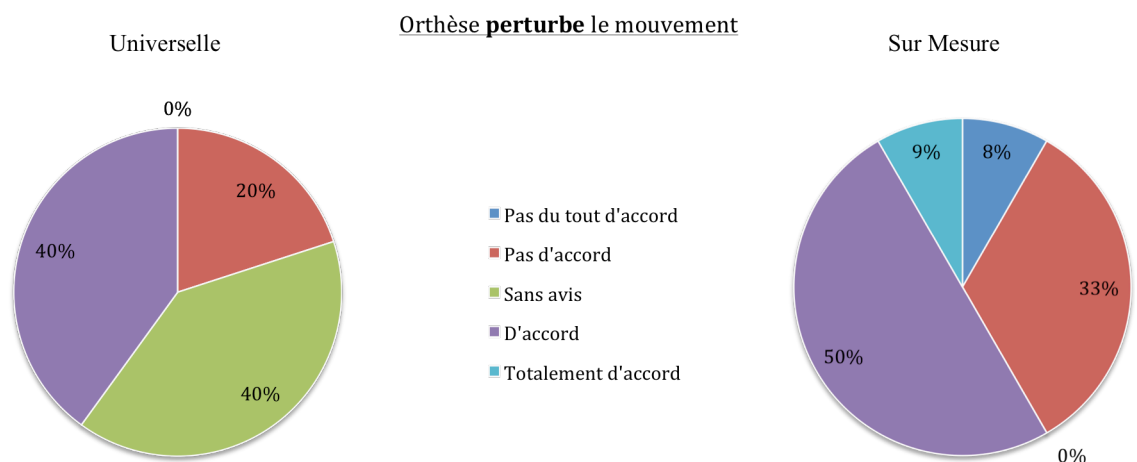 Orthèse perturbe le mouvement
Universelle
Sur Mesure
0%
20%
40%
40%
Pas du tout d'accord
Pas d'accord
Sans avis
D'accord
Totalement d'accord
9%
8%
33%
50%
0%